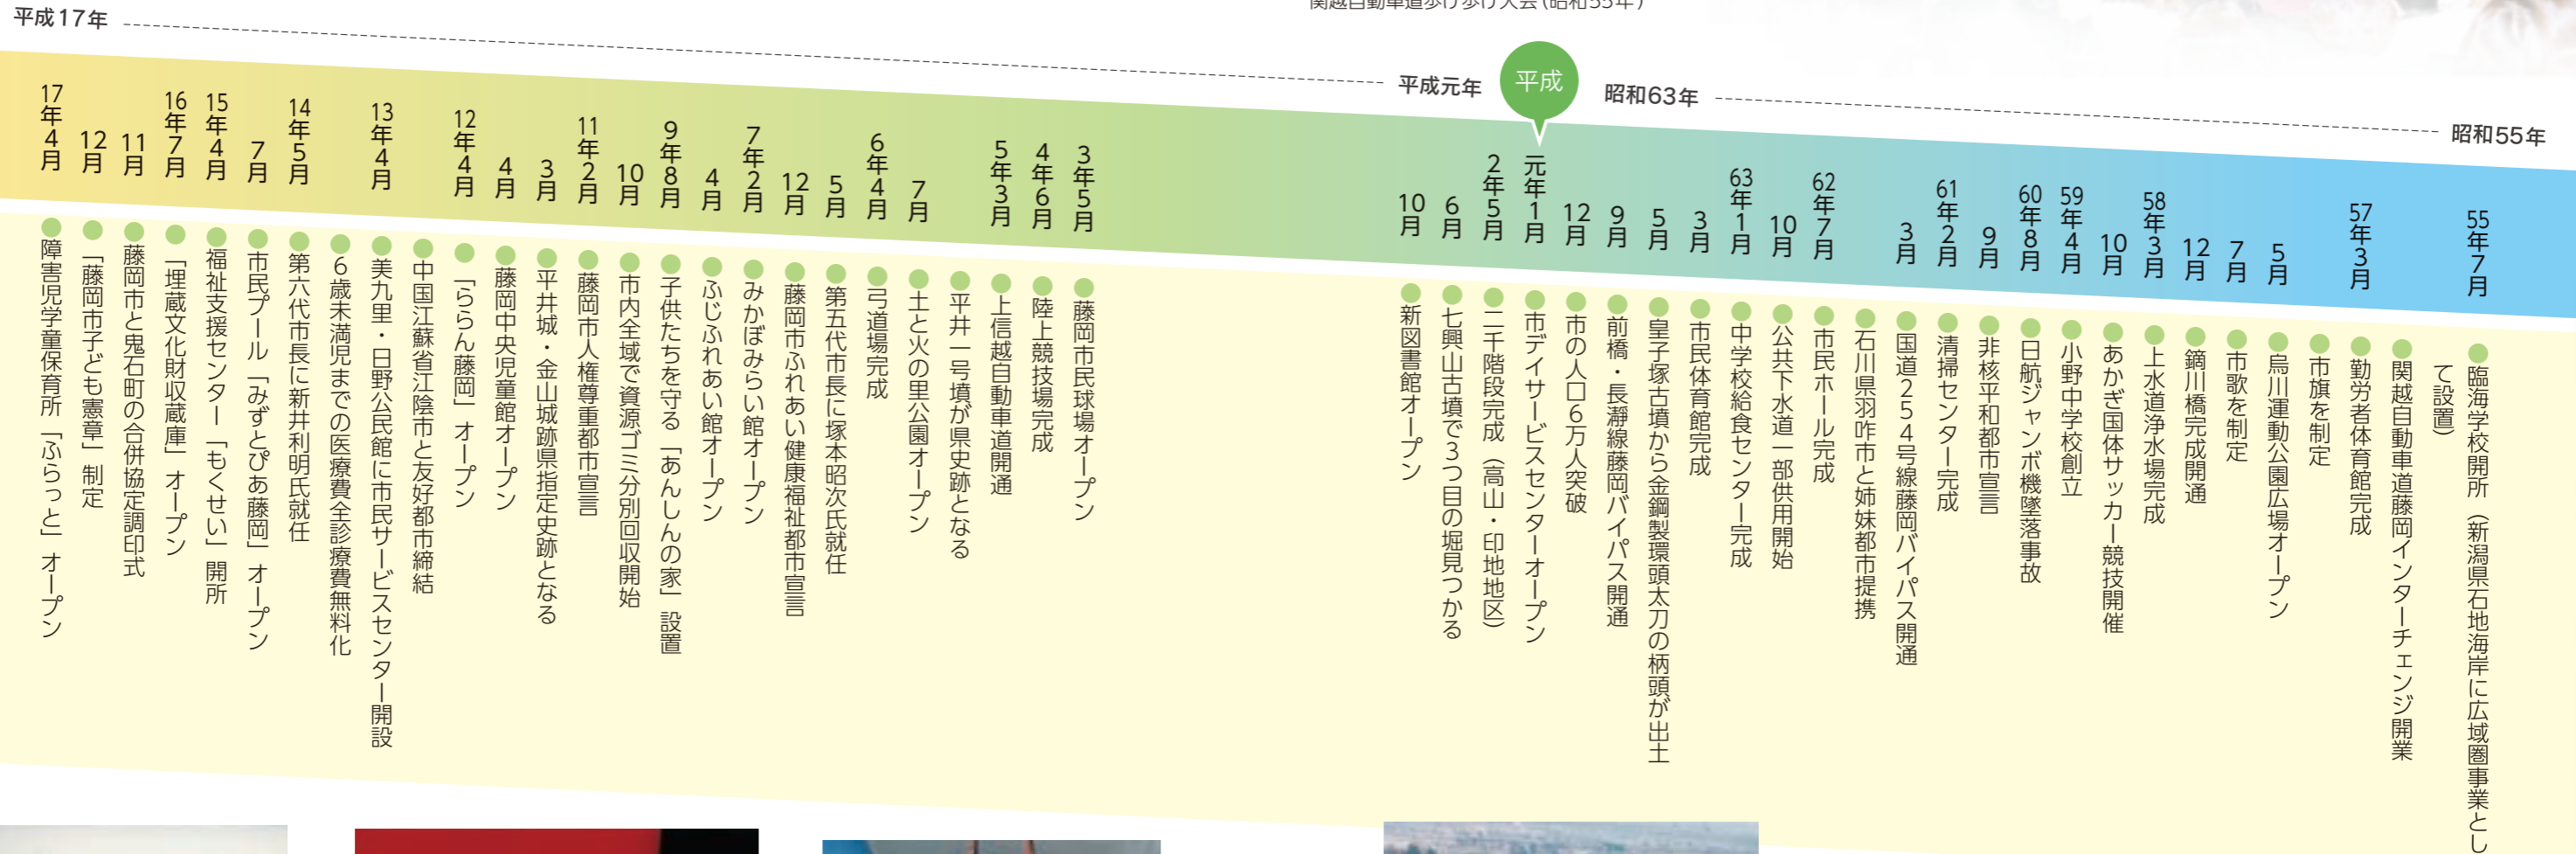 関越自動車道歩け歩け大会（昭和55年）
昭和55年
昭和63年
平成
平成元年
平成17年
55年7月
臨海学校開所（新潟県石地海岸に広域圏事業とし
て設置）
関越自動車道藤岡インターチェンジ開業
57年3月
勤労者体育館完成
市旗を制定
5月
烏川運動公園広場オープン
7月
市歌を制定
12月
鏑川橋完成開通
58年3月
上水道浄水場完成
10月
あかぎ国体サッカー競技開催
59年4月
小野中学校創立
60年8月
日航ジャンボ機墜落事故
9月
非核平和都市宣言
61年2月
清掃センター完成
3月
国道254号線藤岡バイパス開通
石川県羽咋市と姉妹都市提携
62年7月
市民ホール完成
10月
公共下水道一部供用開始
63年1月
中学校給食センター完成
3月
市民体育館完成
5月
皇子塚古墳から金鋼製環頭太刀の柄頭が出土
9月
前橋・長瀞線藤岡バイパス開通
12月
市の人口6万人突破
元年1月
市デイサービスセンターオープン
2年5月
二千階段完成（高山・印地地区）
6月
七興山古墳で3つ目の堀見つかる
10月
新図書館オープン
3年5月
藤岡市民球場オープン
4年6月
陸上競技場完成
5年3月
上信越自動車道開通
平井一号墳が県史跡となる
7月
土と火の里公園オープン
6年4月
弓道場完成
5月
第五代市長に塚本昭次氏就任
12月
藤岡市ふれあい健康福祉都市宣言
7年2月
みかぼみらい館オープン
4月
ふじふれあい館オープン
9年8月
子供たちを守る「あんしんの家」設置
10月
市内全域で資源ゴミ分別回収開始
11年2月
藤岡市人権尊重都市宣言
3月
平井城・金山城跡県指定史跡となる
4月
藤岡中央児童館オープン
12年4月
「ららん藤岡」オープン
中国江蘇省江陰市と友好都市締結
13年4月
美九里・日野公民館に市民サービスセンター開設
6歳未満児までの医療費全診療費無料化
14年5月
第六代市長に新井利明氏就任
7月
市民プール「みずとぴあ藤岡」オープン
15年4月
福祉支援センター「もくせい」開所
16年7月
「埋蔵文化財収蔵庫」オープン
11月
藤岡市と鬼石町の合併協定調印式
12月
「藤岡市子ども憲章」制定
17年4月
障害児学童保育所「ふらっと」オープン